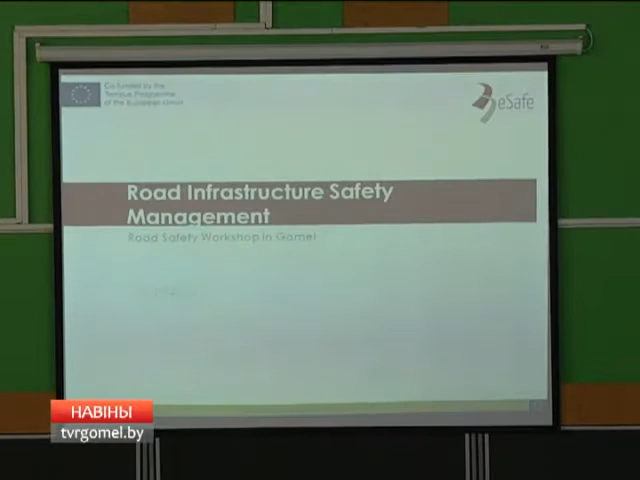 Co-funded by the
Tempus Programme
of the European Union
eSafe
Road Infrastructure Safety
Management
Road Safety Workshop in Gomel
НАВІНЫ
tvrgomel.by